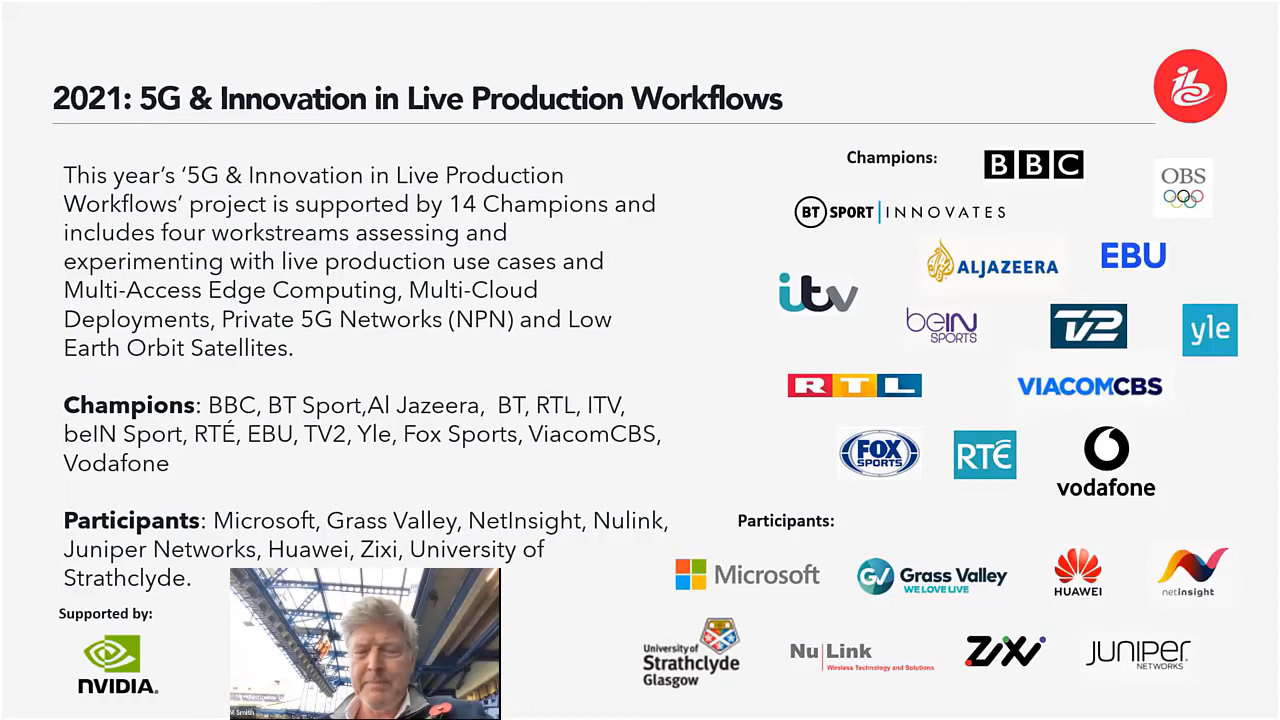 2021: 5G & Innovation in Live Production Workflows
This year's '5G & Innovation in Live Production
Workflows' project is supported by 14 Champions and
includes four workstreams assessing and
experimenting with live production use cases and
Multi-Access Edge Computing, Multi-Cloud
Deployments, Private 5G Networks (NPN) and Low
Earth Orbit Satellites.
Champions: BBC, BT Sport,Al Jazeera, BT, RTL, ITV,
beIN Sport, RTÉ, EBU, TV2, Yle, Fox Sports, ViacomCBS,
Vodafone
Participants: Microsoft, Grass Valley, NetInsight, Nulink,
Juniper Networks, Huawei, Zixi, University of
Strathclyde.
Supported by:
NVIDIA.
Smith
Champions:
BBC
OBS
BT SPORT INNOVATES
ALJAZEERA
EBU
itv
beIN
SPORTS
TV2
yle
RTL
VIACOMCBS
FOX
SPORTS
RTÉ
vodafone
Participants:
Microsoft
GV Grass Valley
WE LOVE LIVE
HUAWEI
netinsight
University of
Strathclyde
Glasgow
Nu Link
Wireless Technology and Solutions
ZiXi
JUNIPER
NETWORKS
ib